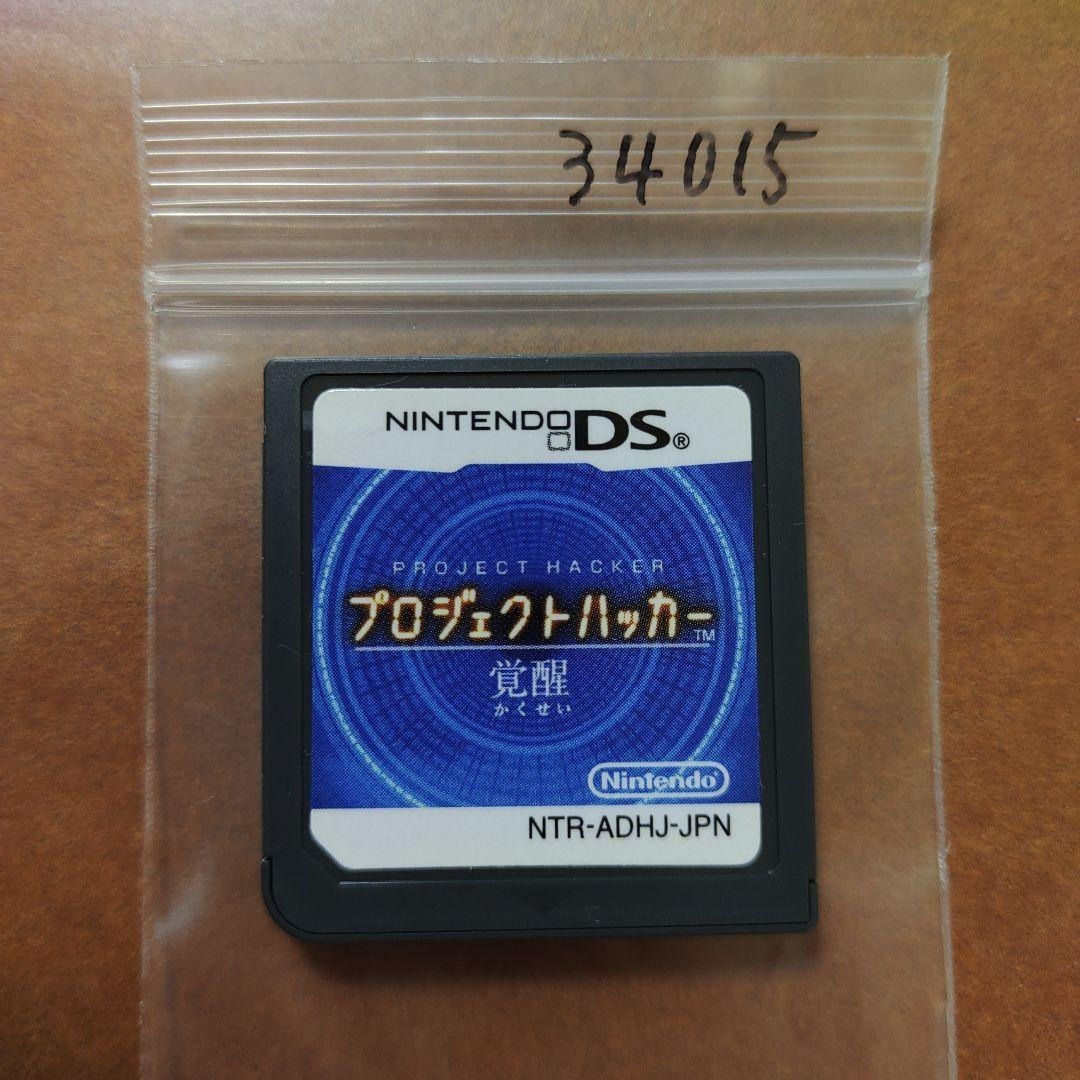 34015
NINTENDO DS®
PROJECT HACKER
プロジェクトハッカー™
覚醒
かくせい
Nintendo®
NTR-ADHJ-JPN